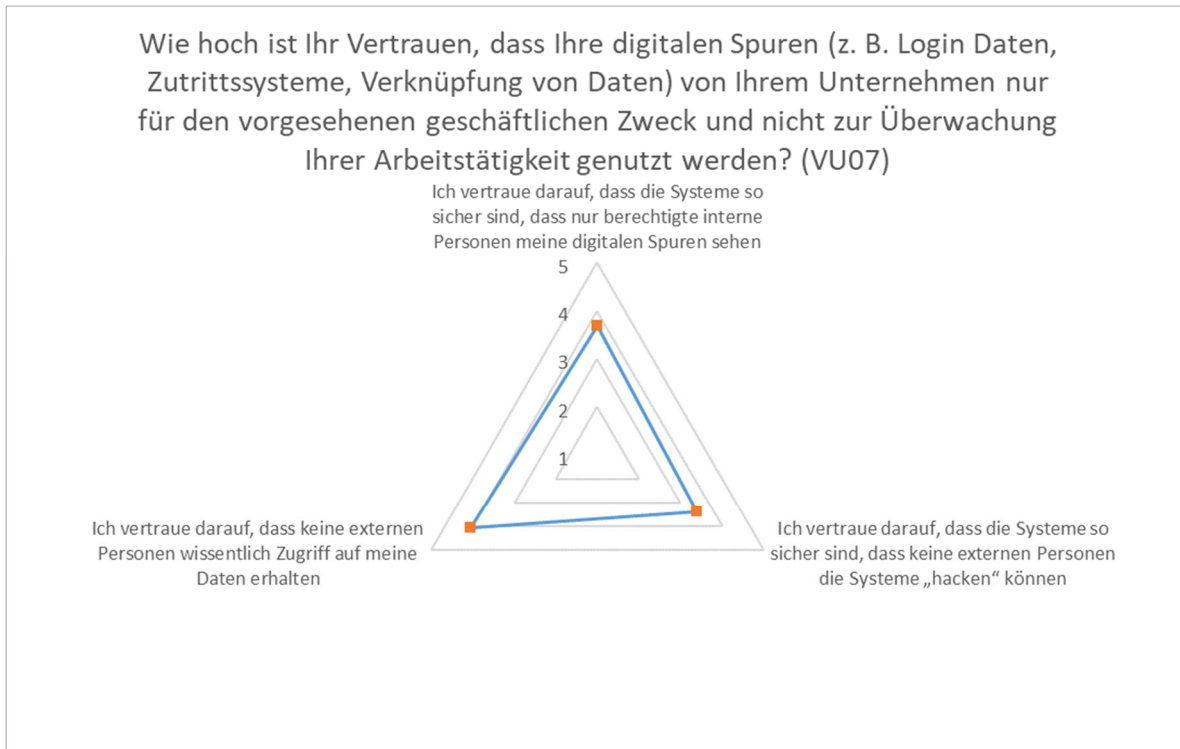 Wie hoch ist Ihr Vertrauen, dass Ihre digitalen Spuren (z. B. Login Daten,
Zutrittssysteme, Verknüpfung von Daten) von Ihrem Unternehmen nur
für den vorgesehenen geschäftlichen Zweck und nicht zur Überwachung
Ihrer Arbeitstätigkeit genutzt werden? (VU07)
Ich vertraue darauf, dass die Systeme so
sicher sind, dass nur berechtigte interne
Personen meine digitalen Spuren sehen
5
4
3
2
1
Ich vertraue darauf, dass keine externen
Personen wissentlich Zugriff auf meine
Daten erhalten
Ich vertraue darauf, dass die Systeme so
sicher sind, dass keine externen Personen
die Systeme „hacken“ können